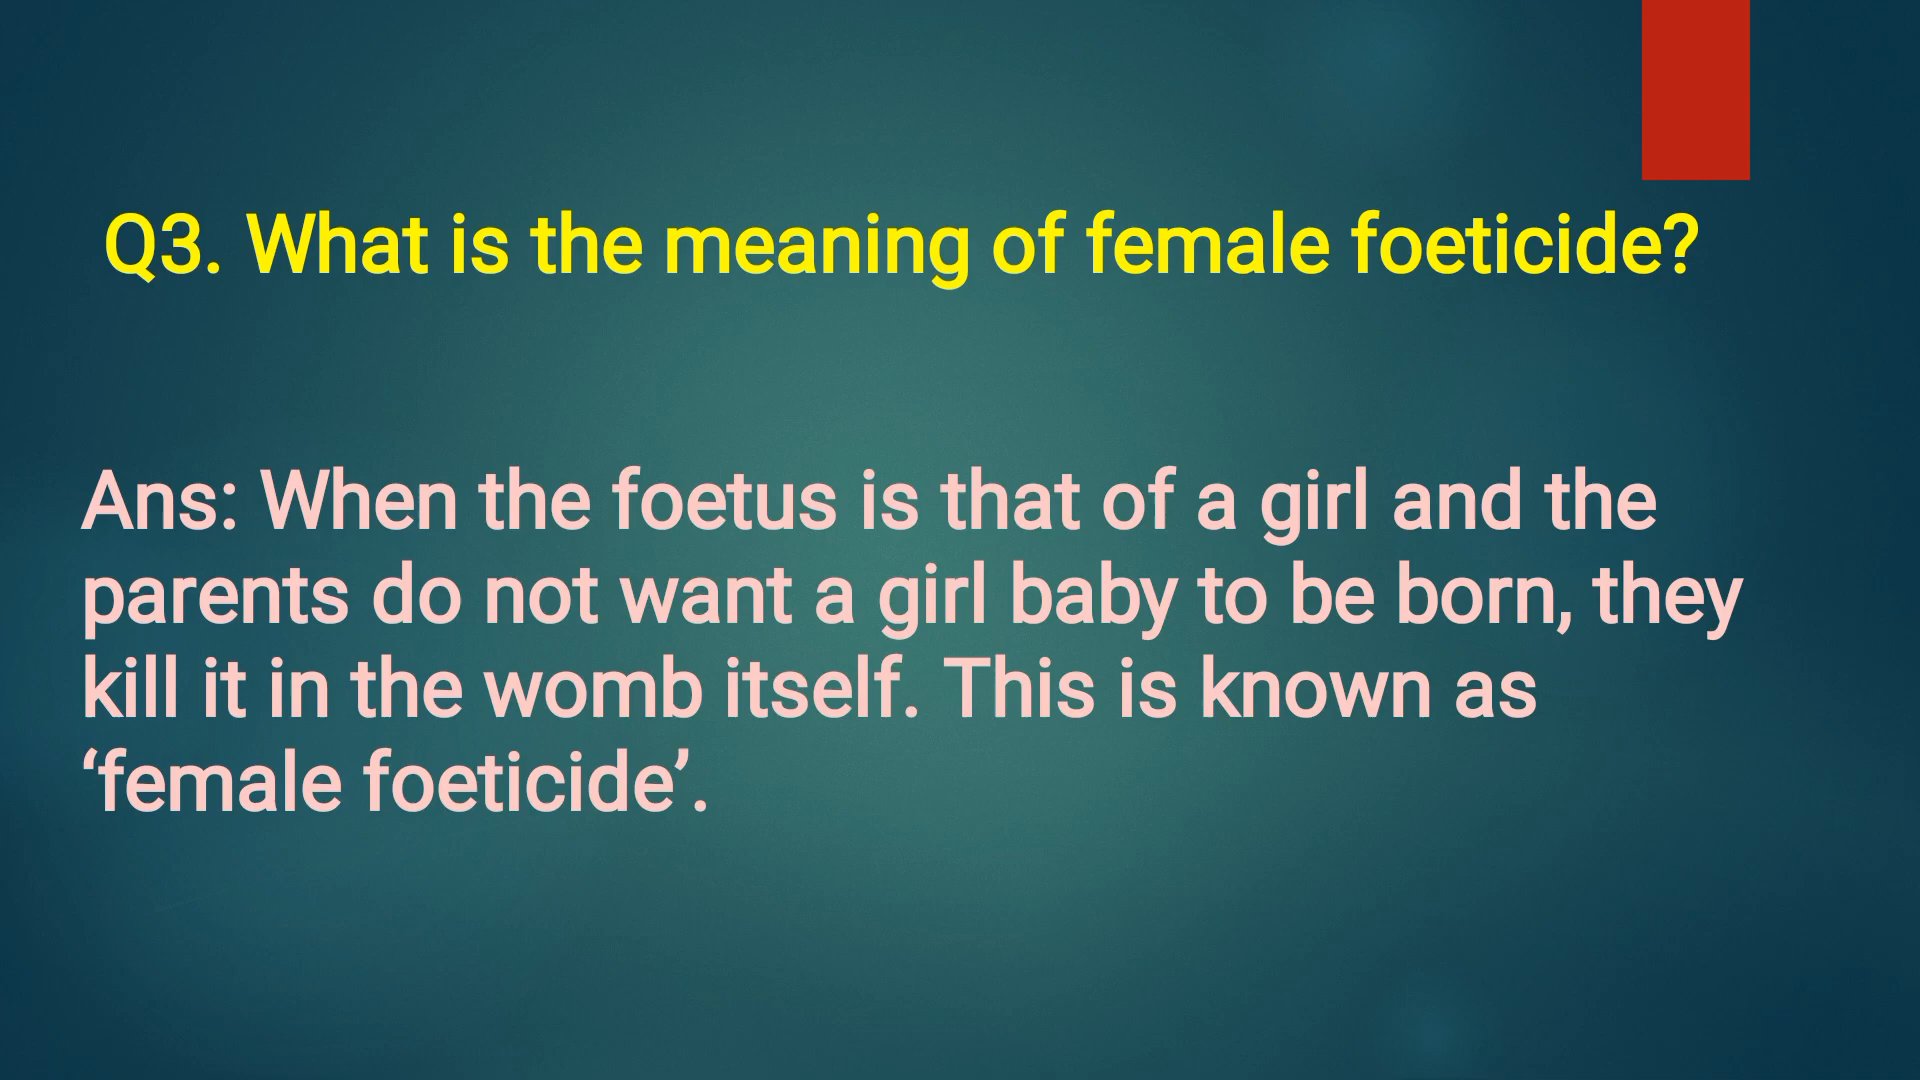 Q3. What is the meaning of female foeticide?
Ans: When the foetus is that of a girl and the
parents do not want a girl baby to be born, they
kill it in the womb itself. This is known as
‘female foeticide’.